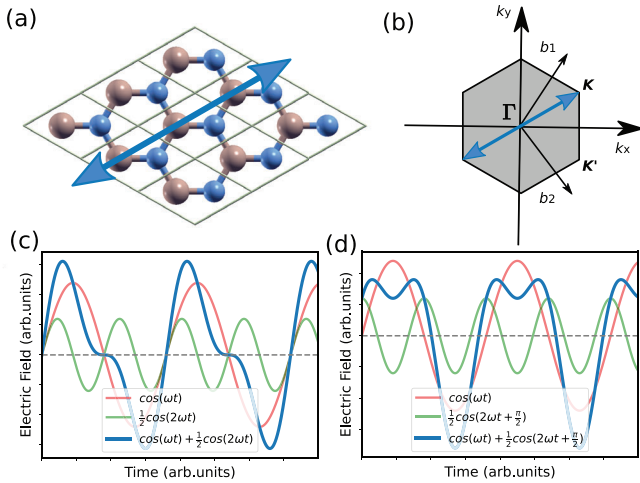 (a)
(b)
k_y
b1
K
Γ
k_x
K'
b2
(c)
(d)
Electric Field (arb.units)
cos(ωt)
½cos(2ωt)
cos(ωt) + ½cos(2ωt)
Time (arb.units)
Electric Field (arb.units)
cos(ωt)
½cos(2ωt + π/2)
cos(ωt) + ½cos(2ωt + π/2)
Time (arb.units)